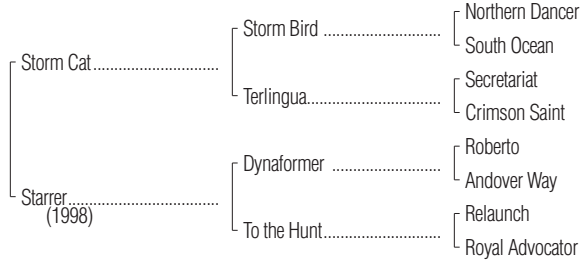 Northern Dancer
Storm Bird
South Ocean
Storm Cat
Secretariat
Terlingua
Crimson Saint
Roberto
Dynaformer
Andover Way
Starrer
(1998)
Relaunch
To the Hunt
Royal Advocator